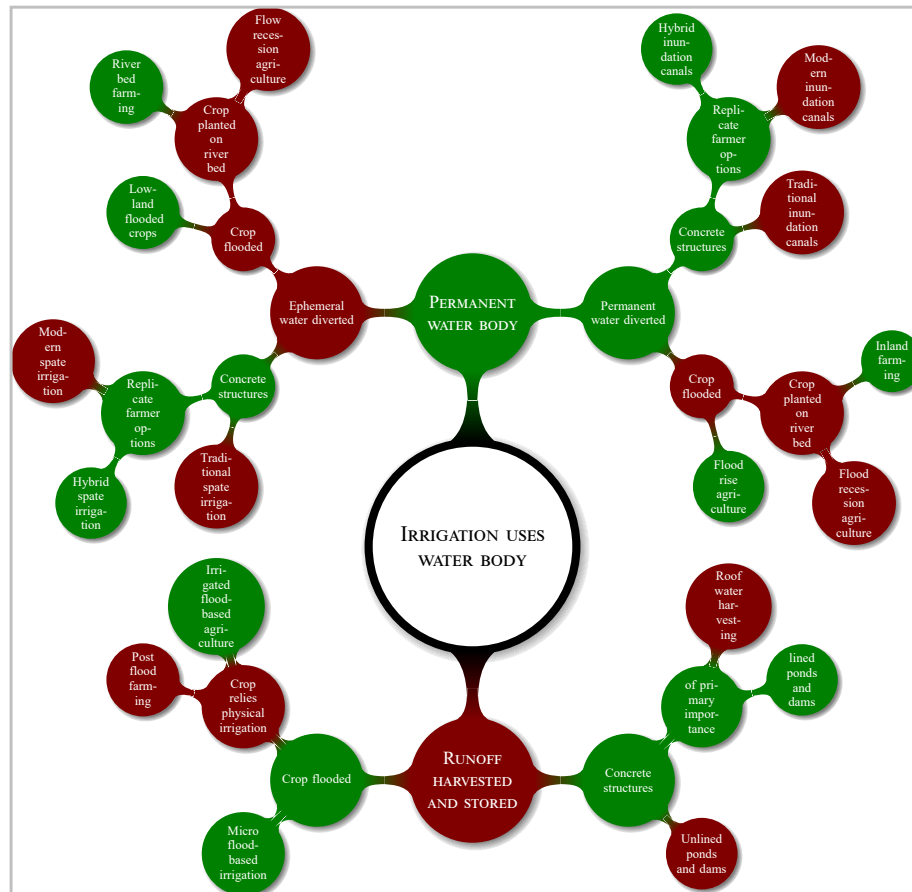 Flow
reces-
sion
agri-
culture
River
bed
farm-
ing
Crop
planted
on
river
bed
Low-
land
flooded
crops
Crop
flooded
Ephemeral
water diverted
Mod-
ern
spate
irriga-
tion
Repli-
cate
farmer
op-
tions
Concrete
structures
Hybrid
spate
irriga-
tion
Tradi-
tional
spate
irriga-
tion
Permanent
water body
Hybrid
inun-
dation
canals
Mod-
ern
inun-
dation
canals
Repli-
cate
farmer
op-
tions
Tradi-
tional
inun-
dation
canals
Concrete
structures
Permanent
water diverted
Inland
farm-
ing
Crop
flooded
Crop
planted
on
river
bed
Flood
rise
agri-
culture
Flood
reces-
sion
agri-
culture
Irrigation uses
water body
Irri-
gated
flood-
based
agri-
culture
Post
flood
farm-
ing
Crop
relies
physical
irrigation
Crop flooded
Micro
flood-
based
irrigation
Runoff
harvested
and stored
Roof
water
har-
vest-
ing
lined
ponds
and
dams
of pri-
mary
impor-
tance
Concrete
structures
Unlined
ponds
and dams